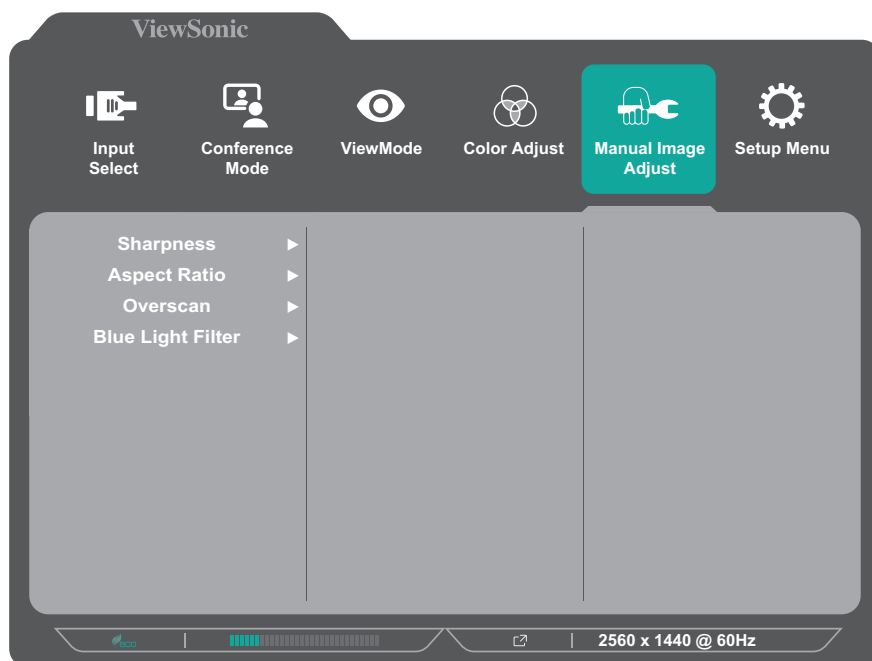 ViewSonic
Input
Select
Conference
Mode
ViewMode
Color Adjust
Manual Image
Adjust
Setup Menu
Sharpness
Aspect Ratio
Overscan
Blue Light Filter
eco
2560 x 1440 @ 60Hz